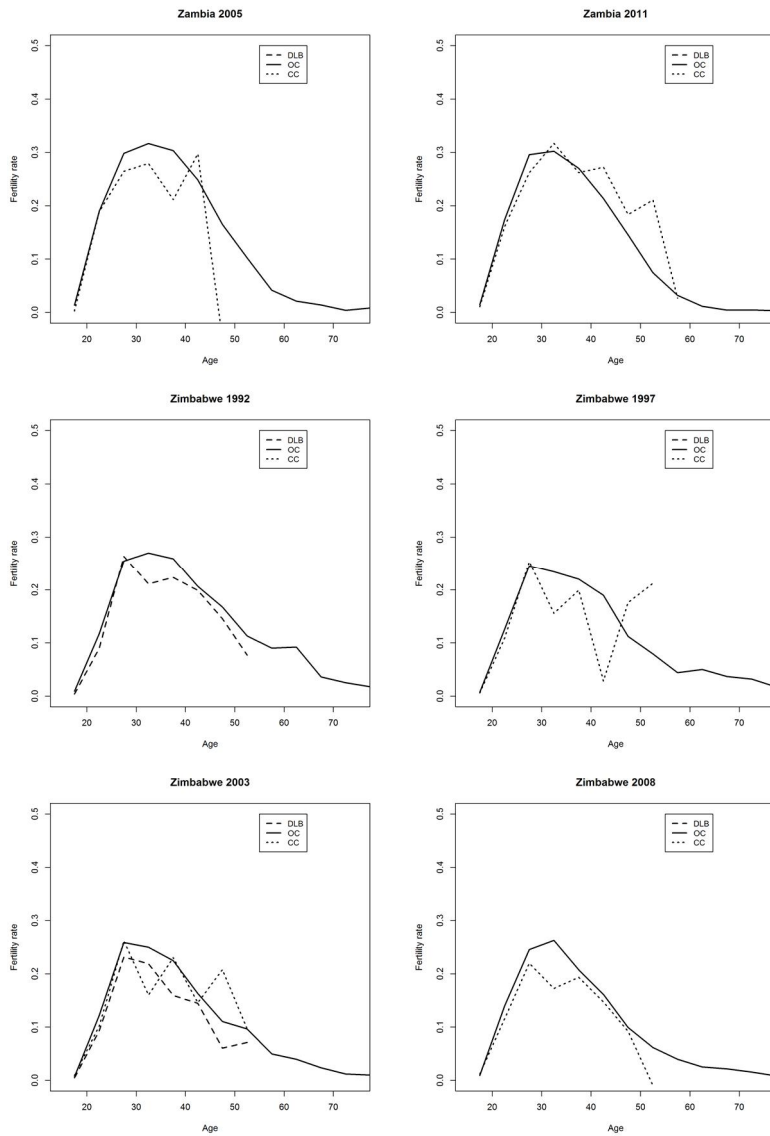 Zambia 2005
Fertility rate
0.5
0.4
0.3
0.2
0.1
0.0
DLB
OC
CC
20 30 40 50 60 70
Age
Zambia 2011
Fertility rate
0.5
0.4
0.3
0.2
0.1
0.0
DLB
OC
CC
20 30 40 50 60 70
Age
Zimbabwe 1992
Fertility rate
0.5
0.4
0.3
0.2
0.1
0.0
DLB
OC
CC
20 30 40 50 60 70
Age
Zimbabwe 1997
Fertility rate
0.5
0.4
0.3
0.2
0.1
0.0
DLB
OC
CC
20 30 40 50 60 70
Age
Zimbabwe 2003
Fertility rate
0.5
0.4
0.3
0.2
0.1
0.0
DLB
OC
CC
20 30 40 50 60 70
Age
Zimbabwe 2008
Fertility rate
0.5
0.4
0.3
0.2
0.1
0.0
DLB
OC
CC
20 30 40 50 60 70
Age